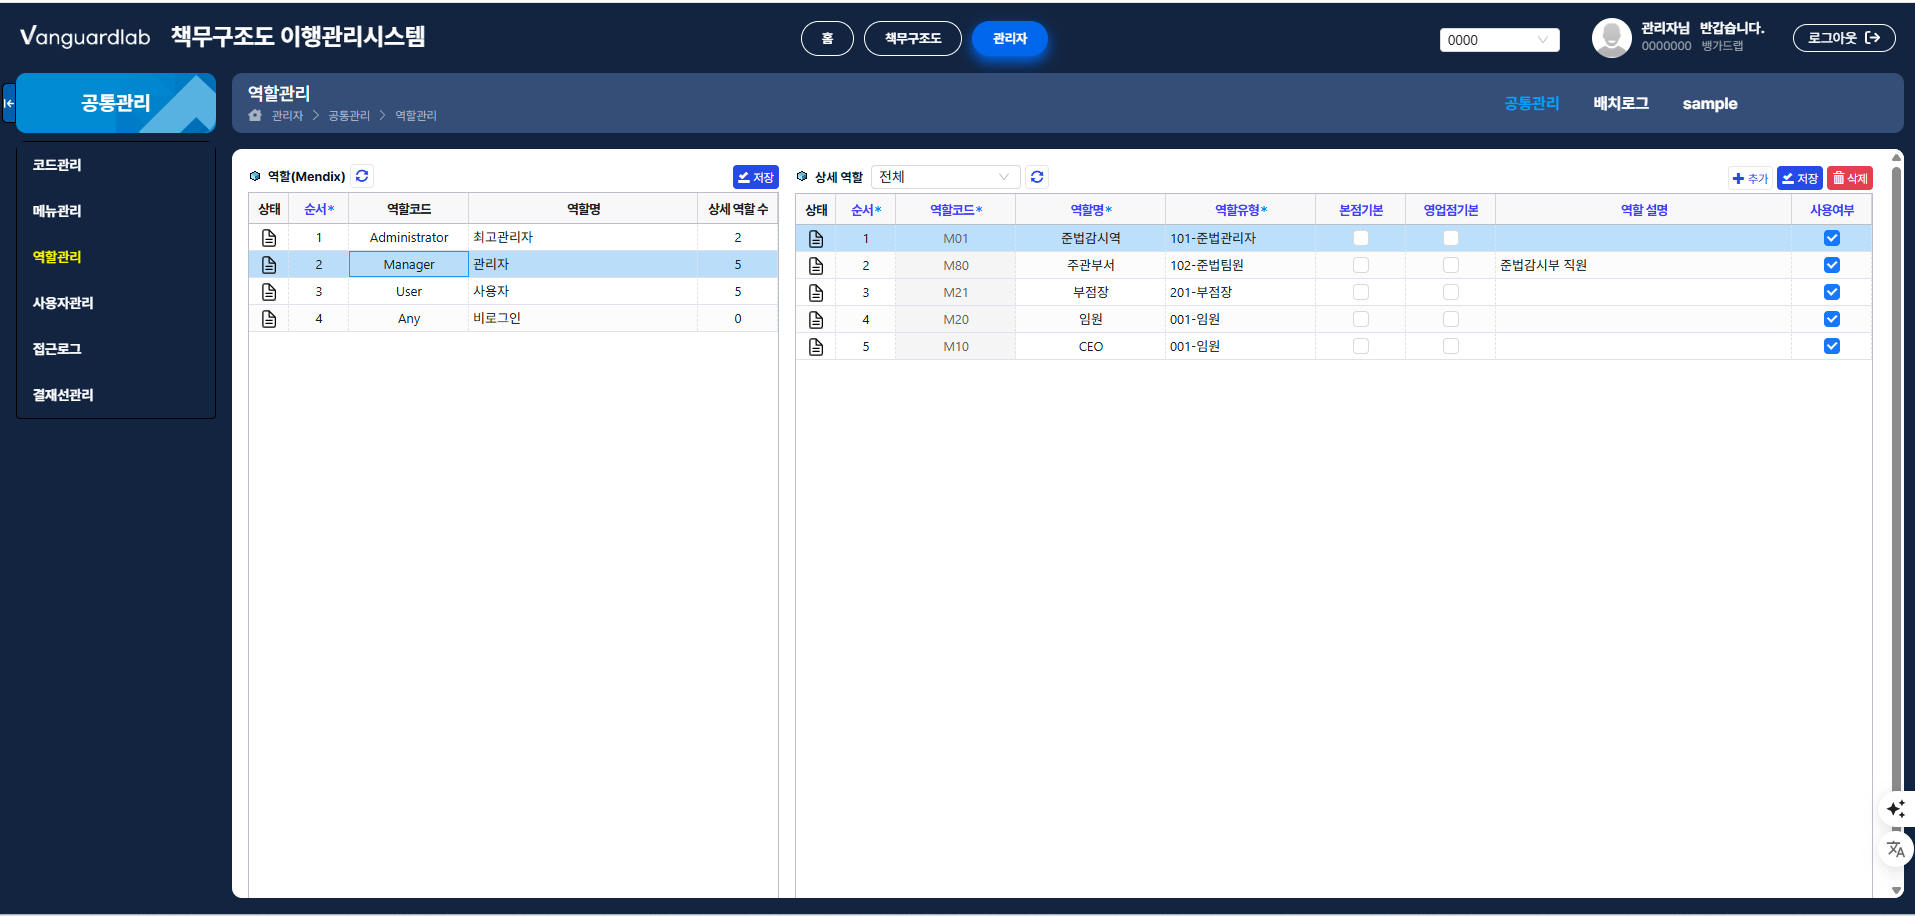 Vanguardlab 책무구조도 이행관리시스템
홈 책무구조도 관리자
0000
관리자님 반갑습니다.
0000000 뱅가드랩
로그아웃
공통관리
코드관리
메뉴관리
역할관리
사용자관리
접근로그
결재선관리
역할관리
관리자 > 공통관리 > 역할관리
공통관리 배치로그 sample
역할(Mendix) 저장
상태 순서* 역할코드 역할명 상세 역할 수
1 Administrator 최고관리자 2
2 Manager 관리자 5
3 User 사용자 5
4 Any 비로그인 0
상세 역할 전체 추가 저장 삭제
상태 순서* 역할코드* 역할명* 역할유형* 본점기본 영업점기본 역할 설명 사용여부
1 M01 준법감시역 101-준법관리자
2 M80 주관부서 102-준법팀원 준법감시부 직원
3 M21 부점장 201-부점장
4 M20 임원 001-임원
5 M10 CEO 001-임원